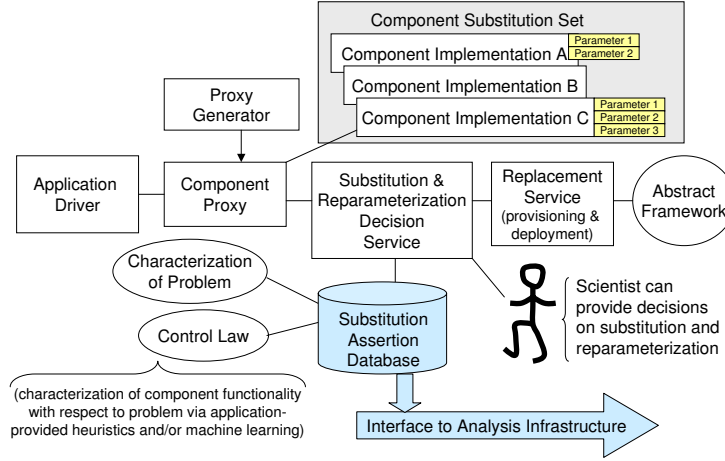 Component Substitution Set
Component Implementation A
Parameter 1
Parameter 2
Component Implementation B
Component Implementation C
Parameter 1
Parameter 2
Parameter 3
Proxy
Generator
Application
Driver
Component
Proxy
Substitution &
Reparameterization
Decision
Service
Replacement
Service
(provisioning &
deployment)
Abstract
Framework
Characterization
of Problem
Control Law
Substitution
Assertion
Database
Scientist can
provide decisions
on substitution and
reparameterization
(characterization of component functionality
with respect to problem via application-
provided heuristics and/or machine learning)
Interface to Analysis Infrastructure